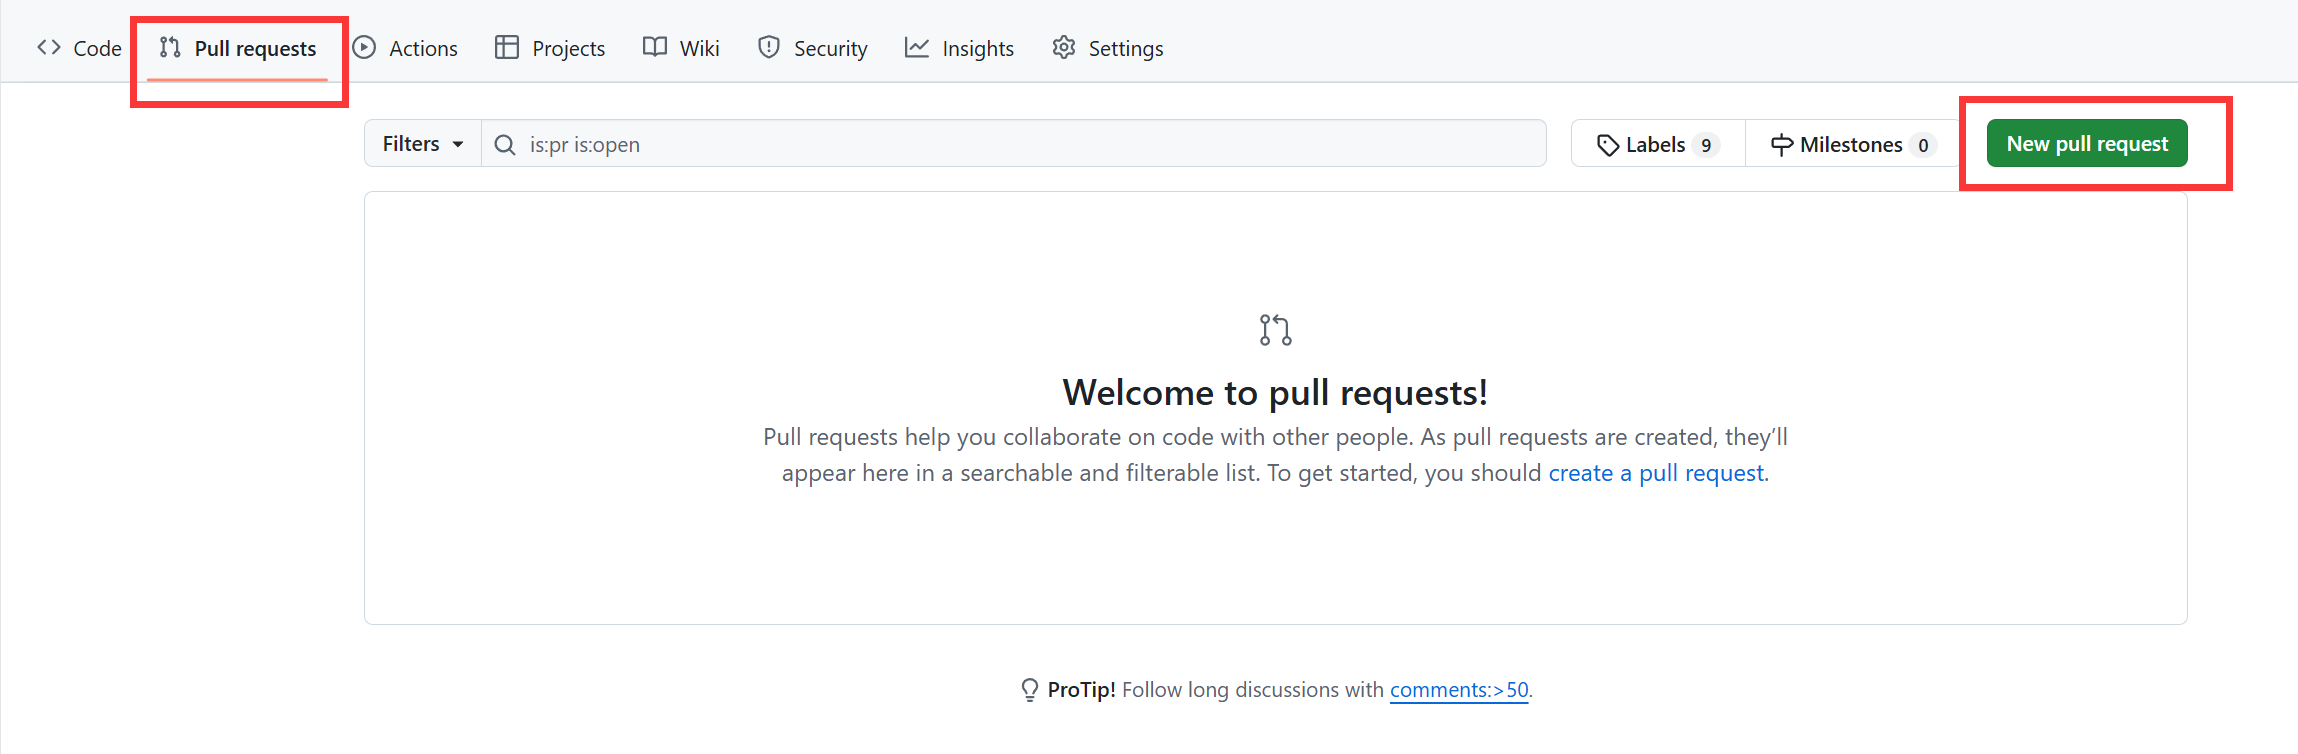 Code Pull requests Actions Projects Wiki Security Insights Settings
Filters is:pr is:open Labels 9 Milestones 0 New pull request
Welcome to pull requests!
Pull requests help you collaborate on code with other people. As pull requests are created, they’ll
appear here in a searchable and filterable list. To get started, you should create a pull request.
ProTip! Follow long discussions with comments:>50.